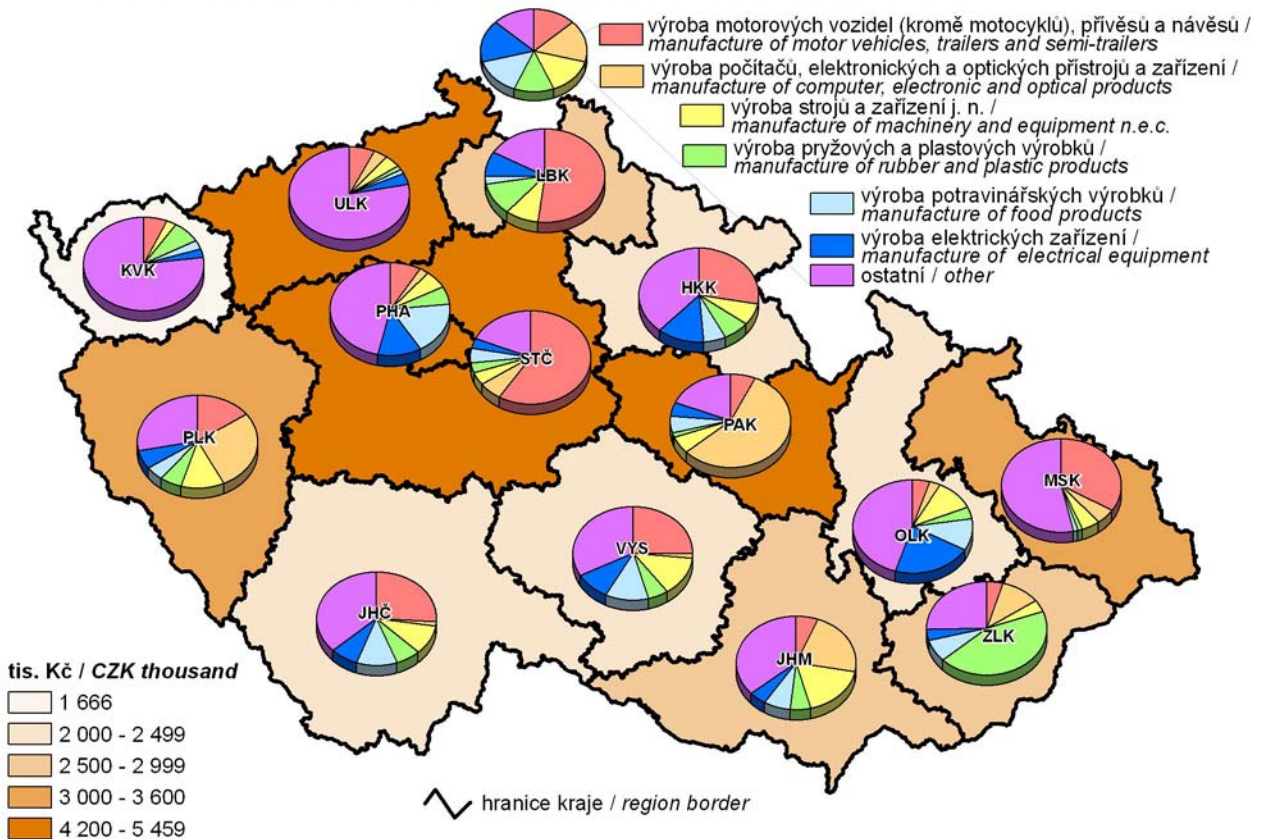 výroba motorových vozidel (kromě motocyklů), přívěsů a návěsů /
manufacture of motor vehicles, trailers and semi-trailers
výroba počítačů, elektronických a optických přístrojů a zařízení /
manufacture of computer, electronic and optical products
výroba strojů a zařízení j. n. /
manufacture of machinery and equipment n.e.c.
výroba pryžových a plastových výrobků /
manufacture of rubber and plastic products
výroba potravinářských výrobků /
manufacture of food products
výroba elektrických zařízení /
manufacture of electrical equipment
ostatní / other
LBK
ULK
KVK
HKK
PHA
STČ
PAK
PLK
MSK
OLK
VYS
JHČ
ZLK
JHM
tis. Kč / CZK thousand
1 666
2 000 - 2 499
2 500 - 2 999
3 000 - 3 600
4 200 - 5 459
hranice kraje / region border